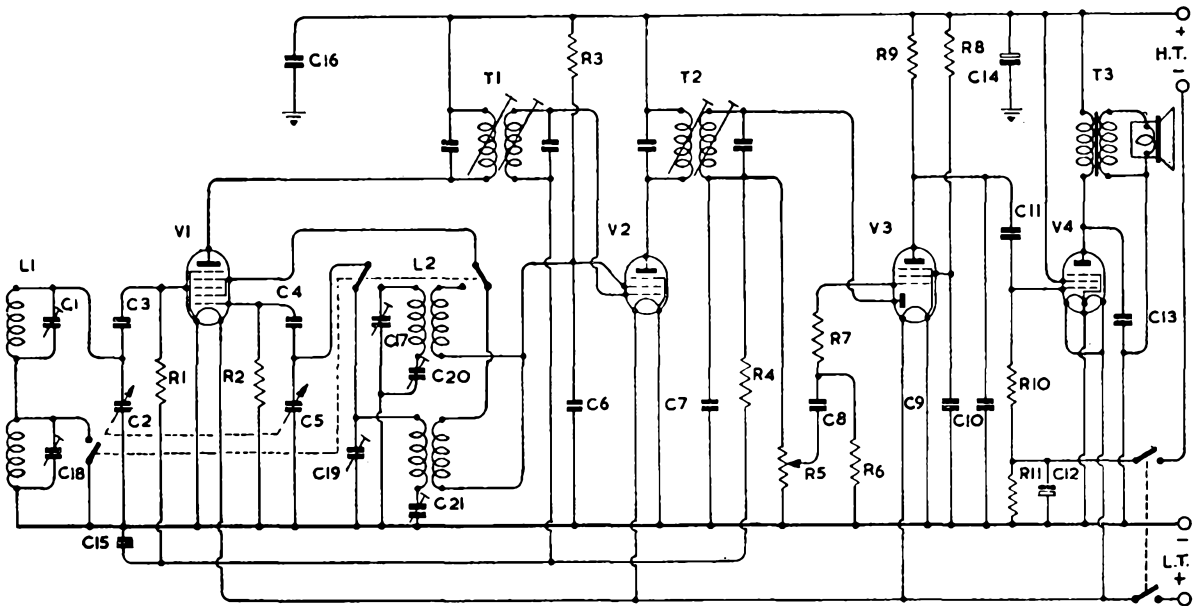 +
C16
R3
R9
R8
H.T.
T1
T2
C14
T3
−
C11
V1
V2
V3
V4
L1
L2
C1
C3
C4
C17
R7
C13
R1
R2
C20
R4
R10
C2
C5
C6
C7
C8
C9
C10
C18
C19
R5
R6
R11
C12
C21
C15
−
L.T.
+